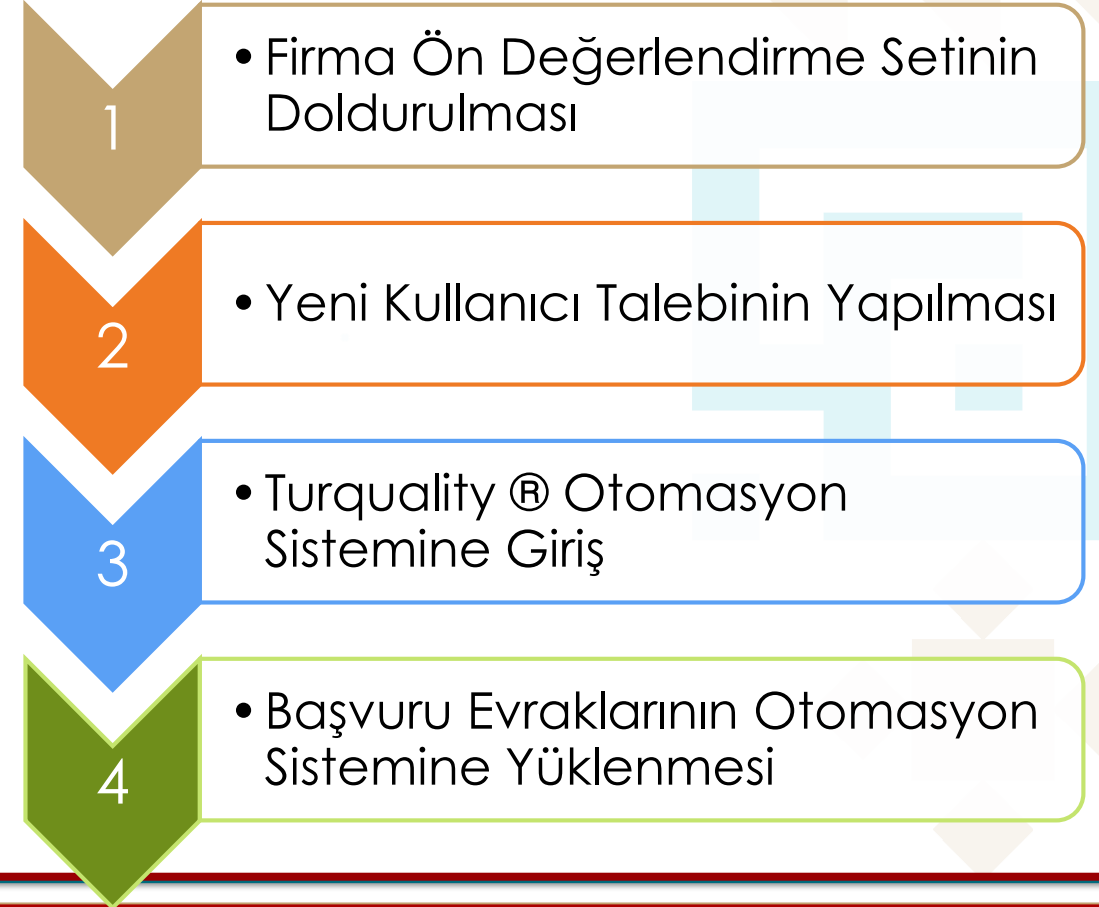 1
• Firma Ön Değerlendirme Setinin
Doldurulması
2
• Yeni Kullanıcı Talebinin Yapılması
3
• Turquality ® Otomasyon
Sistemine Giriş
4
• Başvuru Evraklarının Otomasyon
Sistemine Yüklenmesi